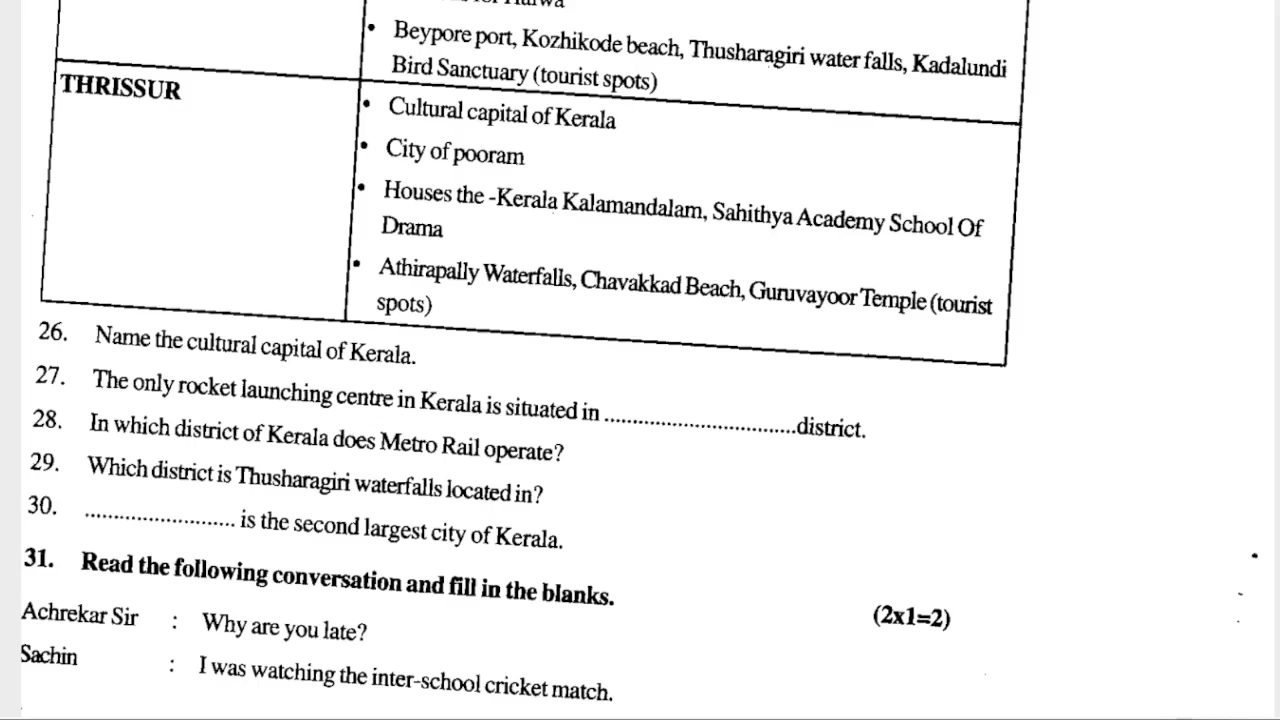 • Beypore port, Kozhikode beach, Thusharagiri water falls, Kadalundi
Bird Sanctuary (tourist spots)
THRISSUR
• Cultural capital of Kerala
• City of pooram
• Houses the -Kerala Kalamandalam, Sahithya Academy School Of
Drama
• Athirapally Waterfalls, Chavakkad Beach, Guruvayoor Temple (tourist
spots)
26. Name the cultural capital of Kerala.
27. The only rocket launching centre in Kerala is situated in ..................................district.
28. In which district of Kerala does Metro Rail operate?
29. Which district is Thusharagiri waterfalls located in?
30. .......................... is the second largest city of Kerala.
31. Read the following conversation and fill in the blanks. (2x1=2)
Achrekar Sir : Why are you late?
Sachin : I was watching the inter-school cricket match.